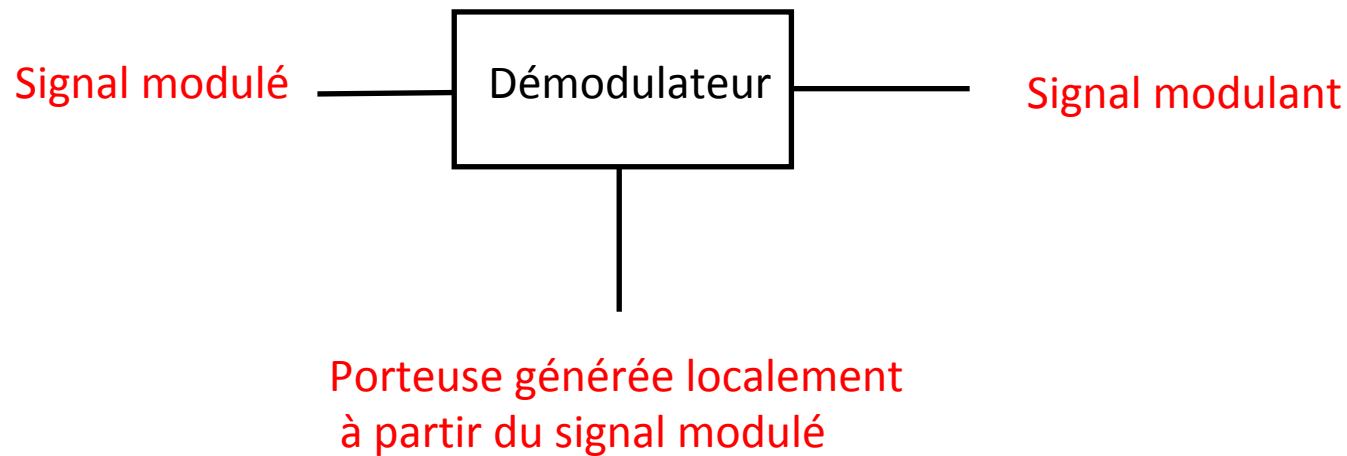 Signal modulé
Démodulateur
Signal modulant
Porteuse générée localement
à partir du signal modulé